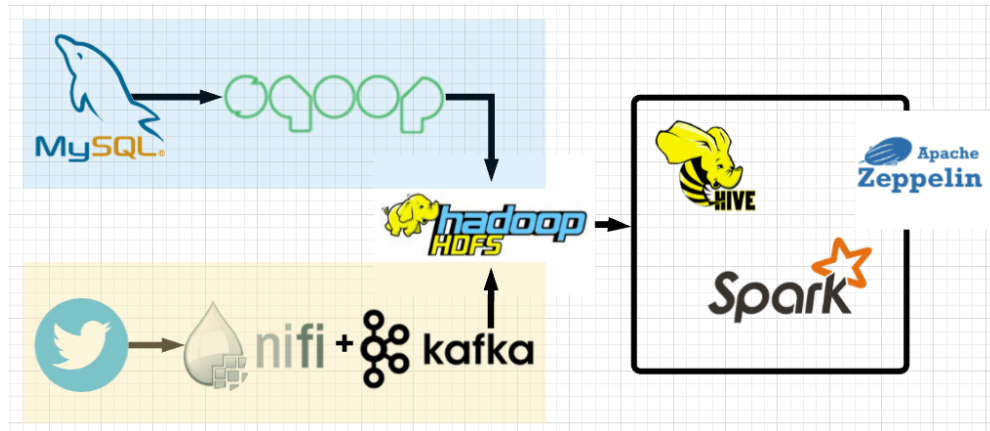 MySQL®
sqoop
hadoop
HDFS
nifi + kafka
HIVE
Apache
Zeppelin
Spark